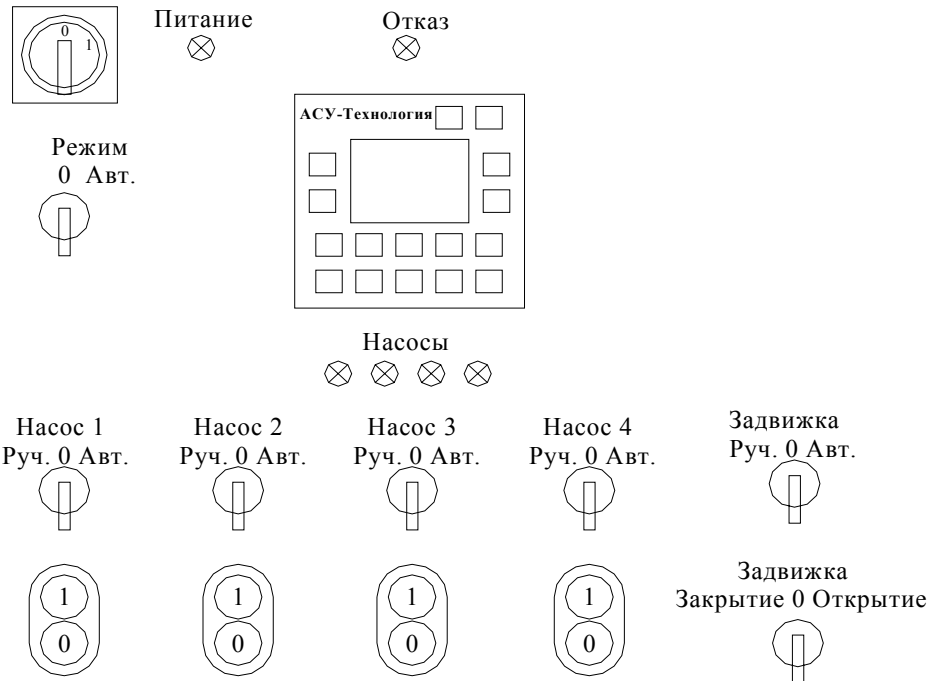 Питание
Отказ
0
1
АСУ-Технология
Режим
0 Авт.
Насосы
Насос 1
Руч. 0 Авт.
Насос 2
Руч. 0 Авт.
Насос 3
Руч. 0 Авт.
Насос 4
Руч. 0 Авт.
Задвижка
Руч. 0 Авт.
1
0
1
0
1
0
1
0
Задвижка
Закрытие 0 Открытие